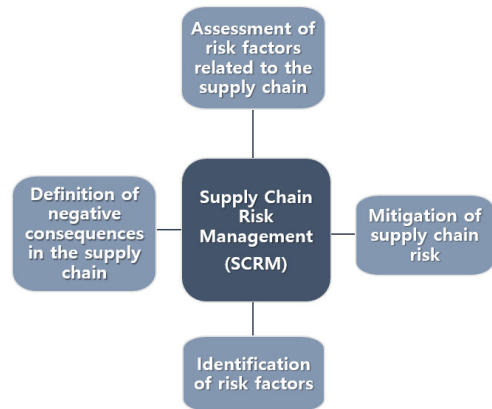 Assessment of
risk factors
related to the
supply chain
Definition of
negative
consequences
in the supply
chain
Supply Chain
Risk
Management
(SCRM)
Mitigation of
supply chain
risk
Identification
of risk factors